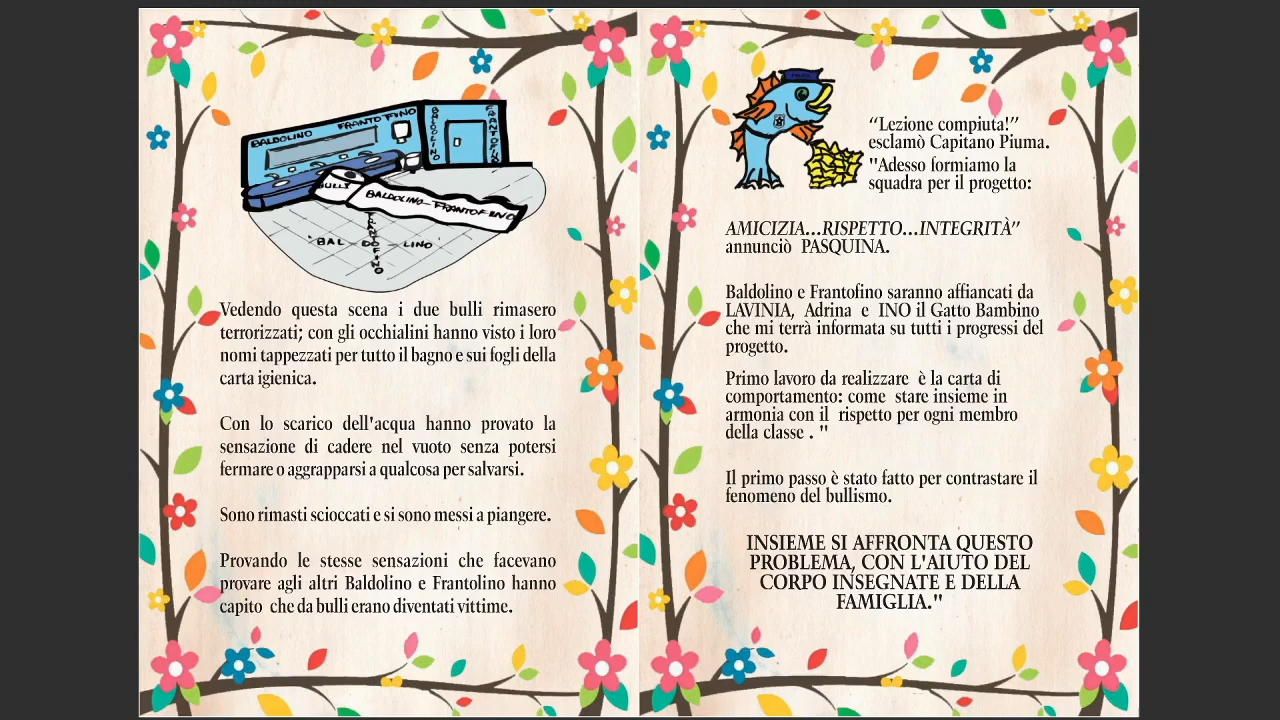 BALDOLINO FRANTOFINO
BALDOLINO
FRANTOFIN
BULLI
BALDOLINO-FRANTOFINO
BAL-DO-LINO
FRANTOFINO
Vedendo questa scena i due bulli rimasero
terrorizzati; con gli occhialini hanno visto i loro
nomi tappezzati per tutto il bagno e sui fogli della
carta igienica.
Con lo scarico dell'acqua hanno provato la
sensazione di cadere nel vuoto senza potersi
fermare o aggrapparsi a qualcosa per salvarsi.
Sono rimasti scioccati e si sono messi a piangere.
Provando le stesse sensazioni che facevano
provare agli altri Baldolino e Frantolino hanno
capito che da bulli erano diventati vittime.
“Lezione compiuta!”
esclamò Capitano Piuma.
"Adesso formiamo la
squadra per il progetto:
AMICIZIA...RISPETTO...INTEGRITÀ”
annunciò PASQUINA.
Baldolino e Frantofino saranno affiancati da
LAVINIA, Adrina e INO il Gatto Bambino
che mi terrà informata su tutti i progressi del
progetto.
Primo lavoro da realizzare è la carta di
comportamento: come stare insieme in
armonia con il rispetto per ogni membro
della classe . "
Il primo passo è stato fatto per contrastare il
fenomeno del bullismo.
INSIEME SI AFFRONTA QUESTO
PROBLEMA, CON L'AIUTO DEL
CORPO INSEGNATE E DELLA
FAMIGLIA."